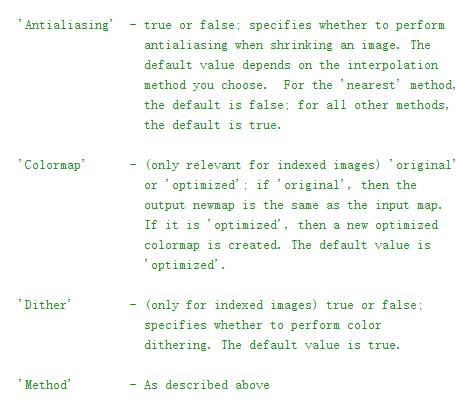 'Antialiasing'  - true or false; specifies whether to perform
antialiasing when shrinking an image. The
default value depends on the interpolation
method you choose.  For the 'nearest' method,
the default is false; for all other methods,
the default is true.
'Colormap'      - (only relevant for indexed images) 'original'
or 'optimized'; if 'original', then the
output newmap is the same as the input map.
If it is 'optimized', then a new optimized
colormap is created. The default value is
'optimized'.
'Dither'        - (only for indexed images) true or false;
specifies whether to perform color
dithering. The default value is true.
'Method'        - As described above